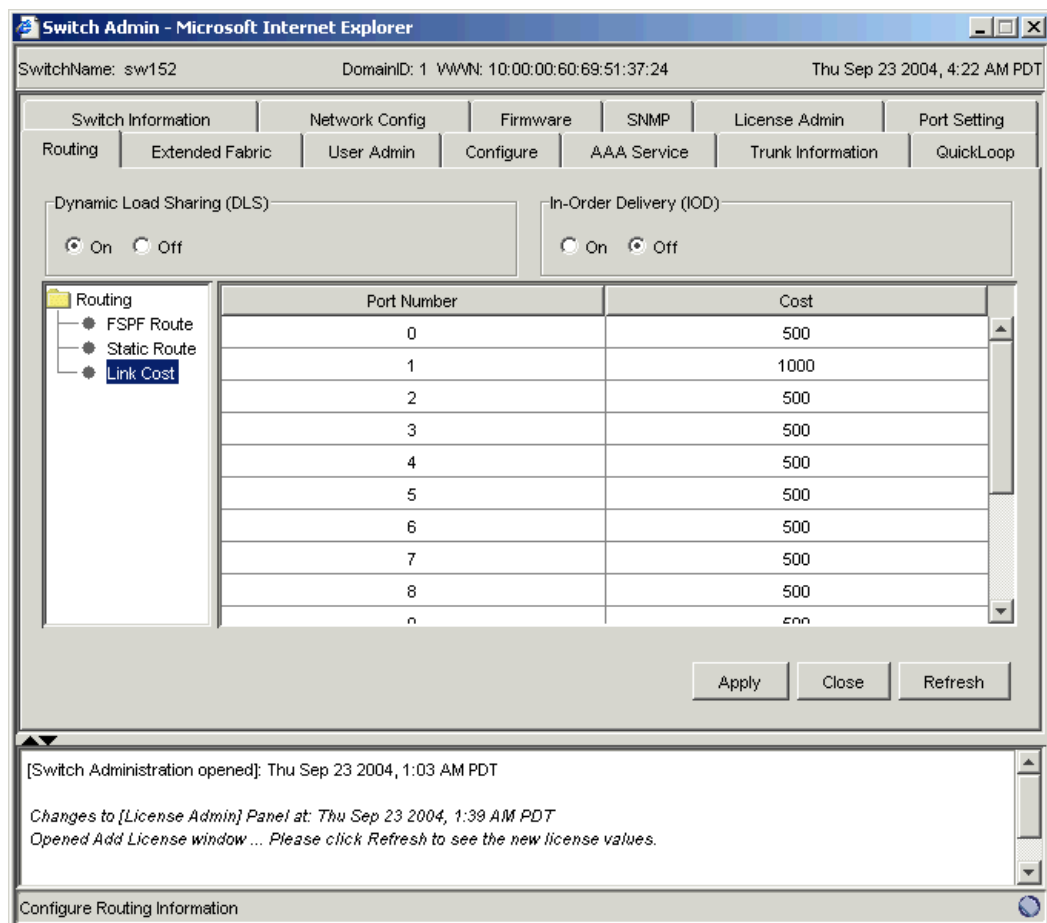 Switch Admin - Microsoft Internet Explorer
SwitchName: sw152 DomainID: 1 WWN: 10:00:00:60:69:51:37:24 Thu Sep 23 2004, 4:22 AM PDT
Switch Information Network Config Firmware SNMP License Admin Port Setting
Routing Extended Fabric User Admin Configure AAA Service Trunk Information QuickLoop
Dynamic Load Sharing (DLS) In-Order Delivery (IOD)
On Off On Off
Routing
FSPF Route
Static Route
Link Cost
Port Number Cost
0 500
1 1000
2 500
3 500
4 500
5 500
6 500
7 500
8 500
Apply Close Refresh
[Switch Administration opened]: Thu Sep 23 2004, 1:03 AM PDT
Changes to [License Admin] Panel at: Thu Sep 23 2004, 1:39 AM PDT
Opened Add License window ... Please click Refresh to see the new license values.
Configure Routing Information